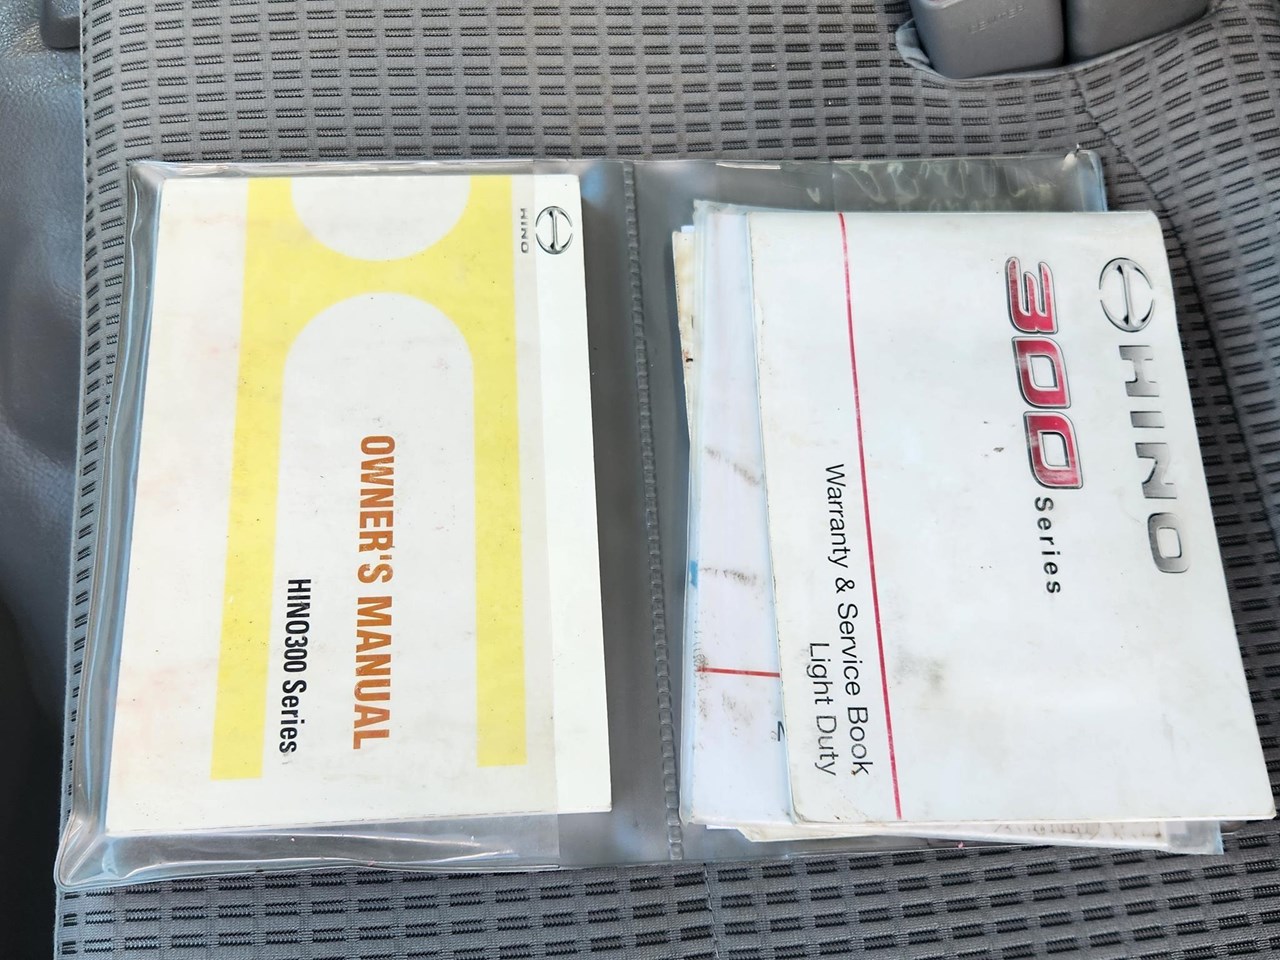 HINO
OWNER'S MANUAL
HINO300 Series
HINO
300 Series
Warranty & Service Book
Light Duty